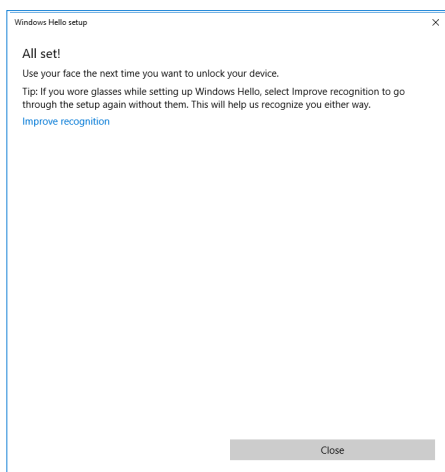 Windows Hello setup
All set!
Use your face the next time you want to unlock your device.
Tip: If you wore glasses while setting up Windows Hello, select Improve recognition to go
through the setup again without them. This will help us recognize you either way.
Improve recognition
Close